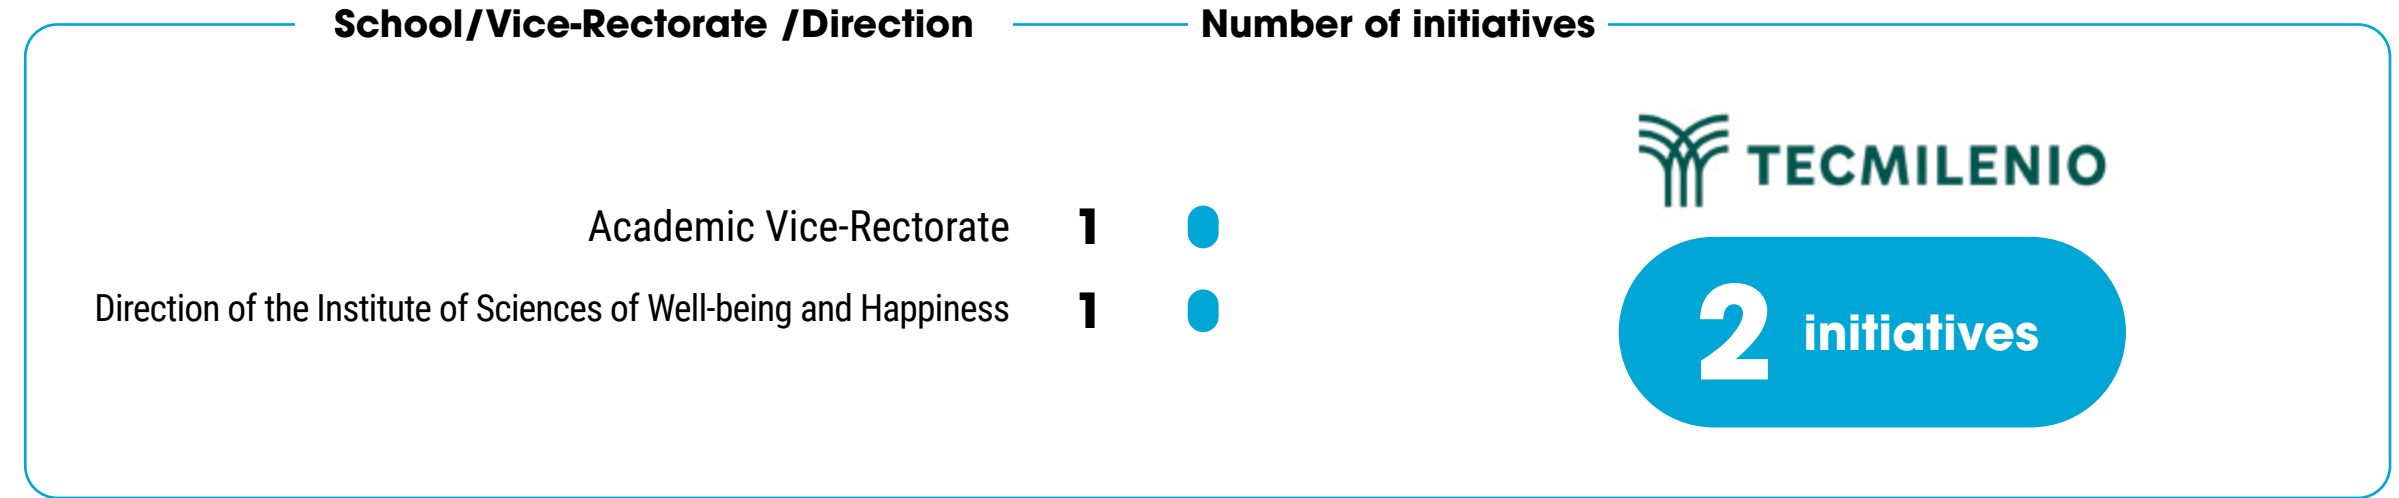 School/Vice-Rectorate /Direction
Number of initiatives
TECMILENIO
Academic Vice-Rectorate 1
Direction of the Institute of Sciences of Well-being and Happiness 1
2 initiatives